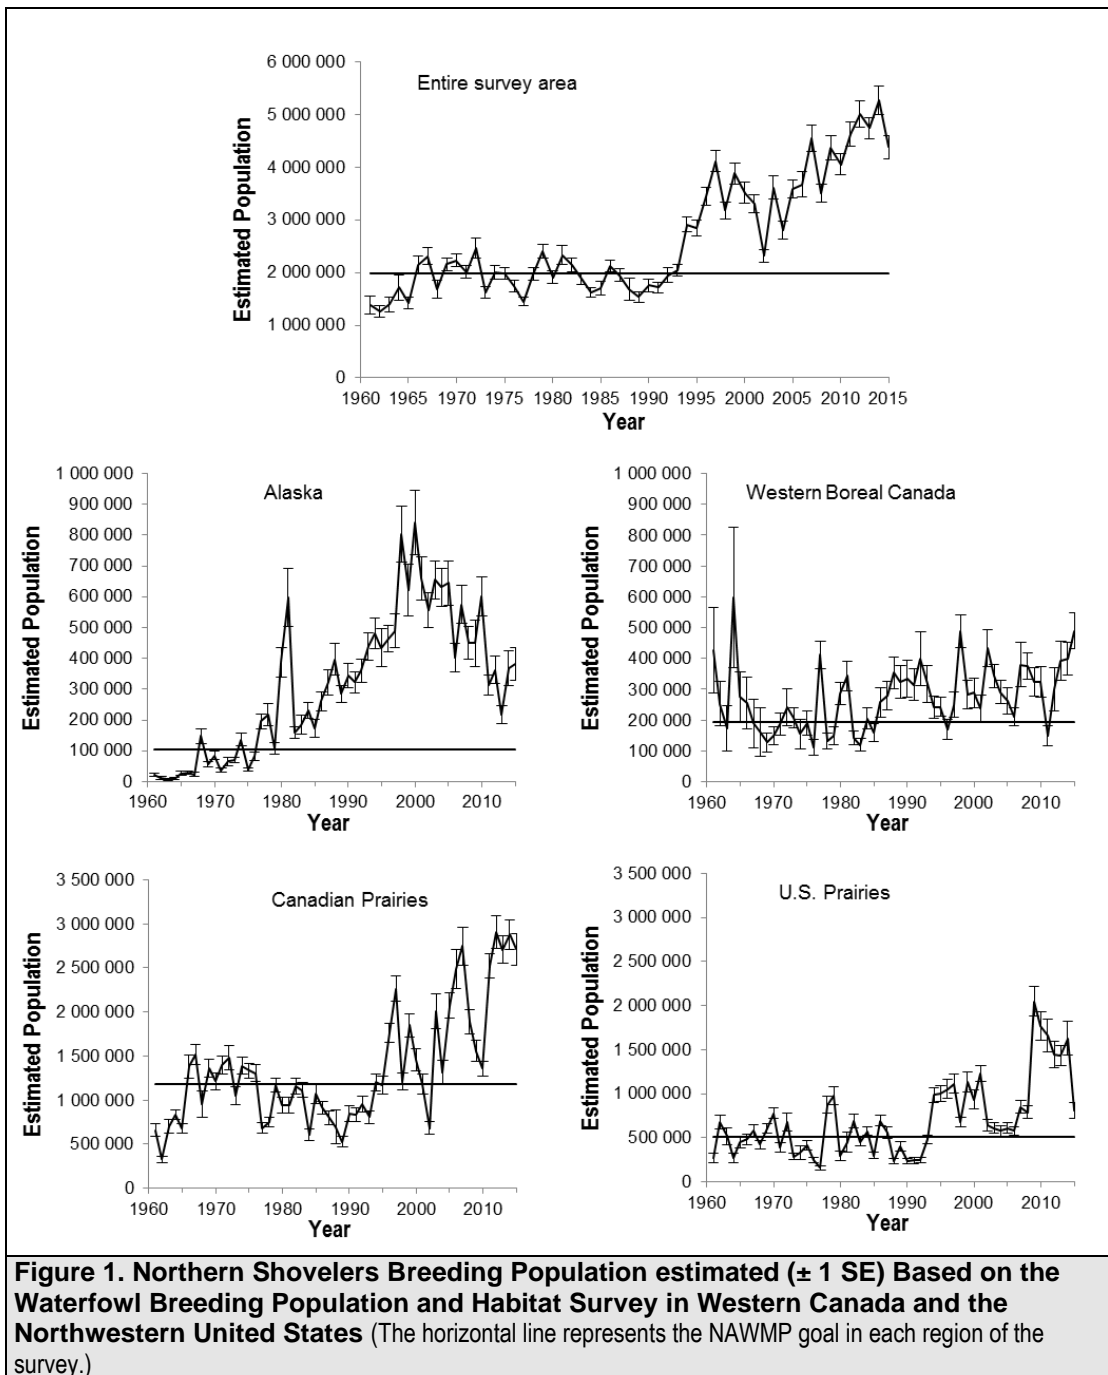 Entire survey area
Estimated Population
6 000 000
5 000 000
4 000 000
3 000 000
2 000 000
1 000 000
0
1960 1965 1970 1975 1980 1985 1990 1995 2000 2005 2010 2015
Year
Alaska
Estimated Population
1 000 000
900 000
800 000
700 000
600 000
500 000
400 000
300 000
200 000
100 000
0
1960 1970 1980 1990 2000 2010
Year
Western Boreal Canada
Estimated Population
1 000 000
900 000
800 000
700 000
600 000
500 000
400 000
300 000
200 000
100 000
0
1960 1970 1980 1990 2000 2010
Year
Canadian Prairies
Estimated Population
3 500 000
3 000 000
2 500 000
2 000 000
1 500 000
1 000 000
500 000
0
1960 1970 1980 1990 2000 2010
Year
U.S. Prairies
Estimated Population
3 500 000
3 000 000
2 500 000
2 000 000
1 500 000
1 000 000
500 000
0
1960 1970 1980 1990 2000 2010
Year
Figure 1. Northern Shovelers Breeding Population estimated (± 1 SE) Based on the
Waterfowl Breeding Population and Habitat Survey in Western Canada and the
Northwestern United States (The horizontal line represents the NAWMP goal in each region of the
survey.)